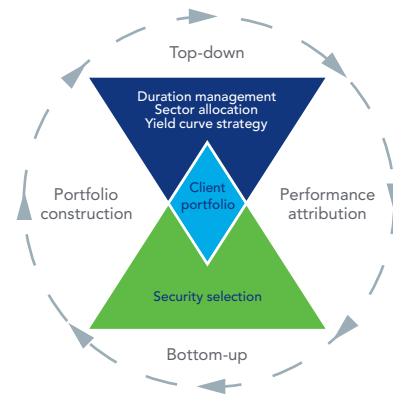 Top-down
Duration management
Sector allocation
Yield curve strategy
Client
portfolio
Portfolio
construction
Performance
attribution
Security selection
Bottom-up